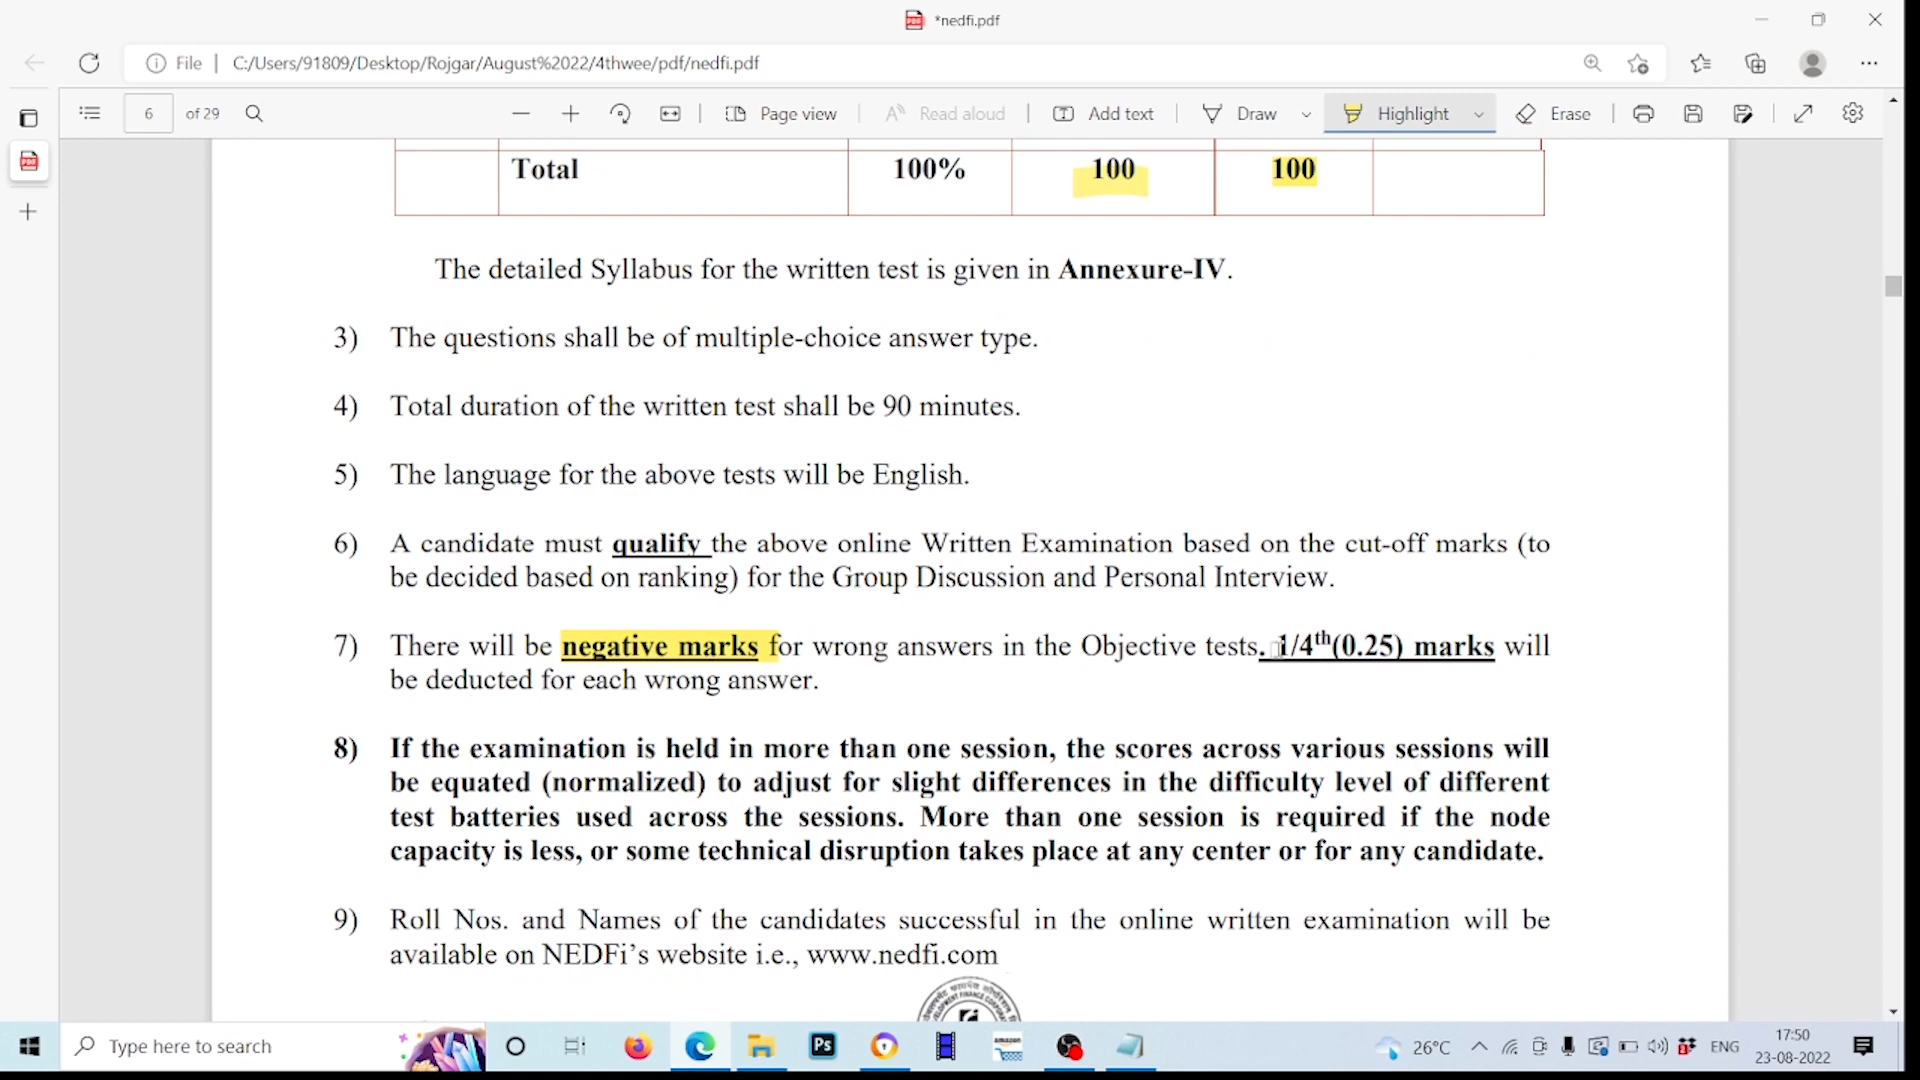 *nedfi.pdf
File | C:/Users/91809/Desktop/Rojgar/August%2022/4thwee/pdf/nedfi.pdf
6 of 29 Page view Read aloud Add text Draw Highlight Erase
Total 100% 100 100
The detailed Syllabus for the written test is given in Annexure-IV.
3) The questions shall be of multiple-choice answer type.
4) Total duration of the written test shall be 90 minutes.
5) The language for the above tests will be English.
6) A candidate must qualify the above online Written Examination based on the cut-off marks (to
be decided based on ranking) for the Group Discussion and Personal Interview.
7) There will be negative marks for wrong answers in the Objective tests. 1/4th(0.25) marks will
be deducted for each wrong answer.
8) If the examination is held in more than one session, the scores across various sessions will
be equated (normalized) to adjust for slight differences in the difficulty level of different
test batteries used across the sessions. More than one session is required if the node
capacity is less, or some technical disruption takes place at any center or for any candidate.
9) Roll Nos. and Names of the candidates successful in the online written examination will be
available on NEDFi's website i.e., www.nedfi.com
Type here to search
Ps
amazon
26°C ENG
17:50
23-08-2022